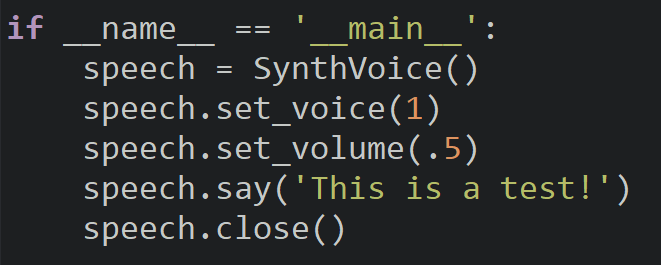 if __name__ == '__main__':
    speech = SynthVoice()
    speech.set_voice(1)
    speech.set_volume(.5)
    speech.say('This is a test!')
    speech.close()